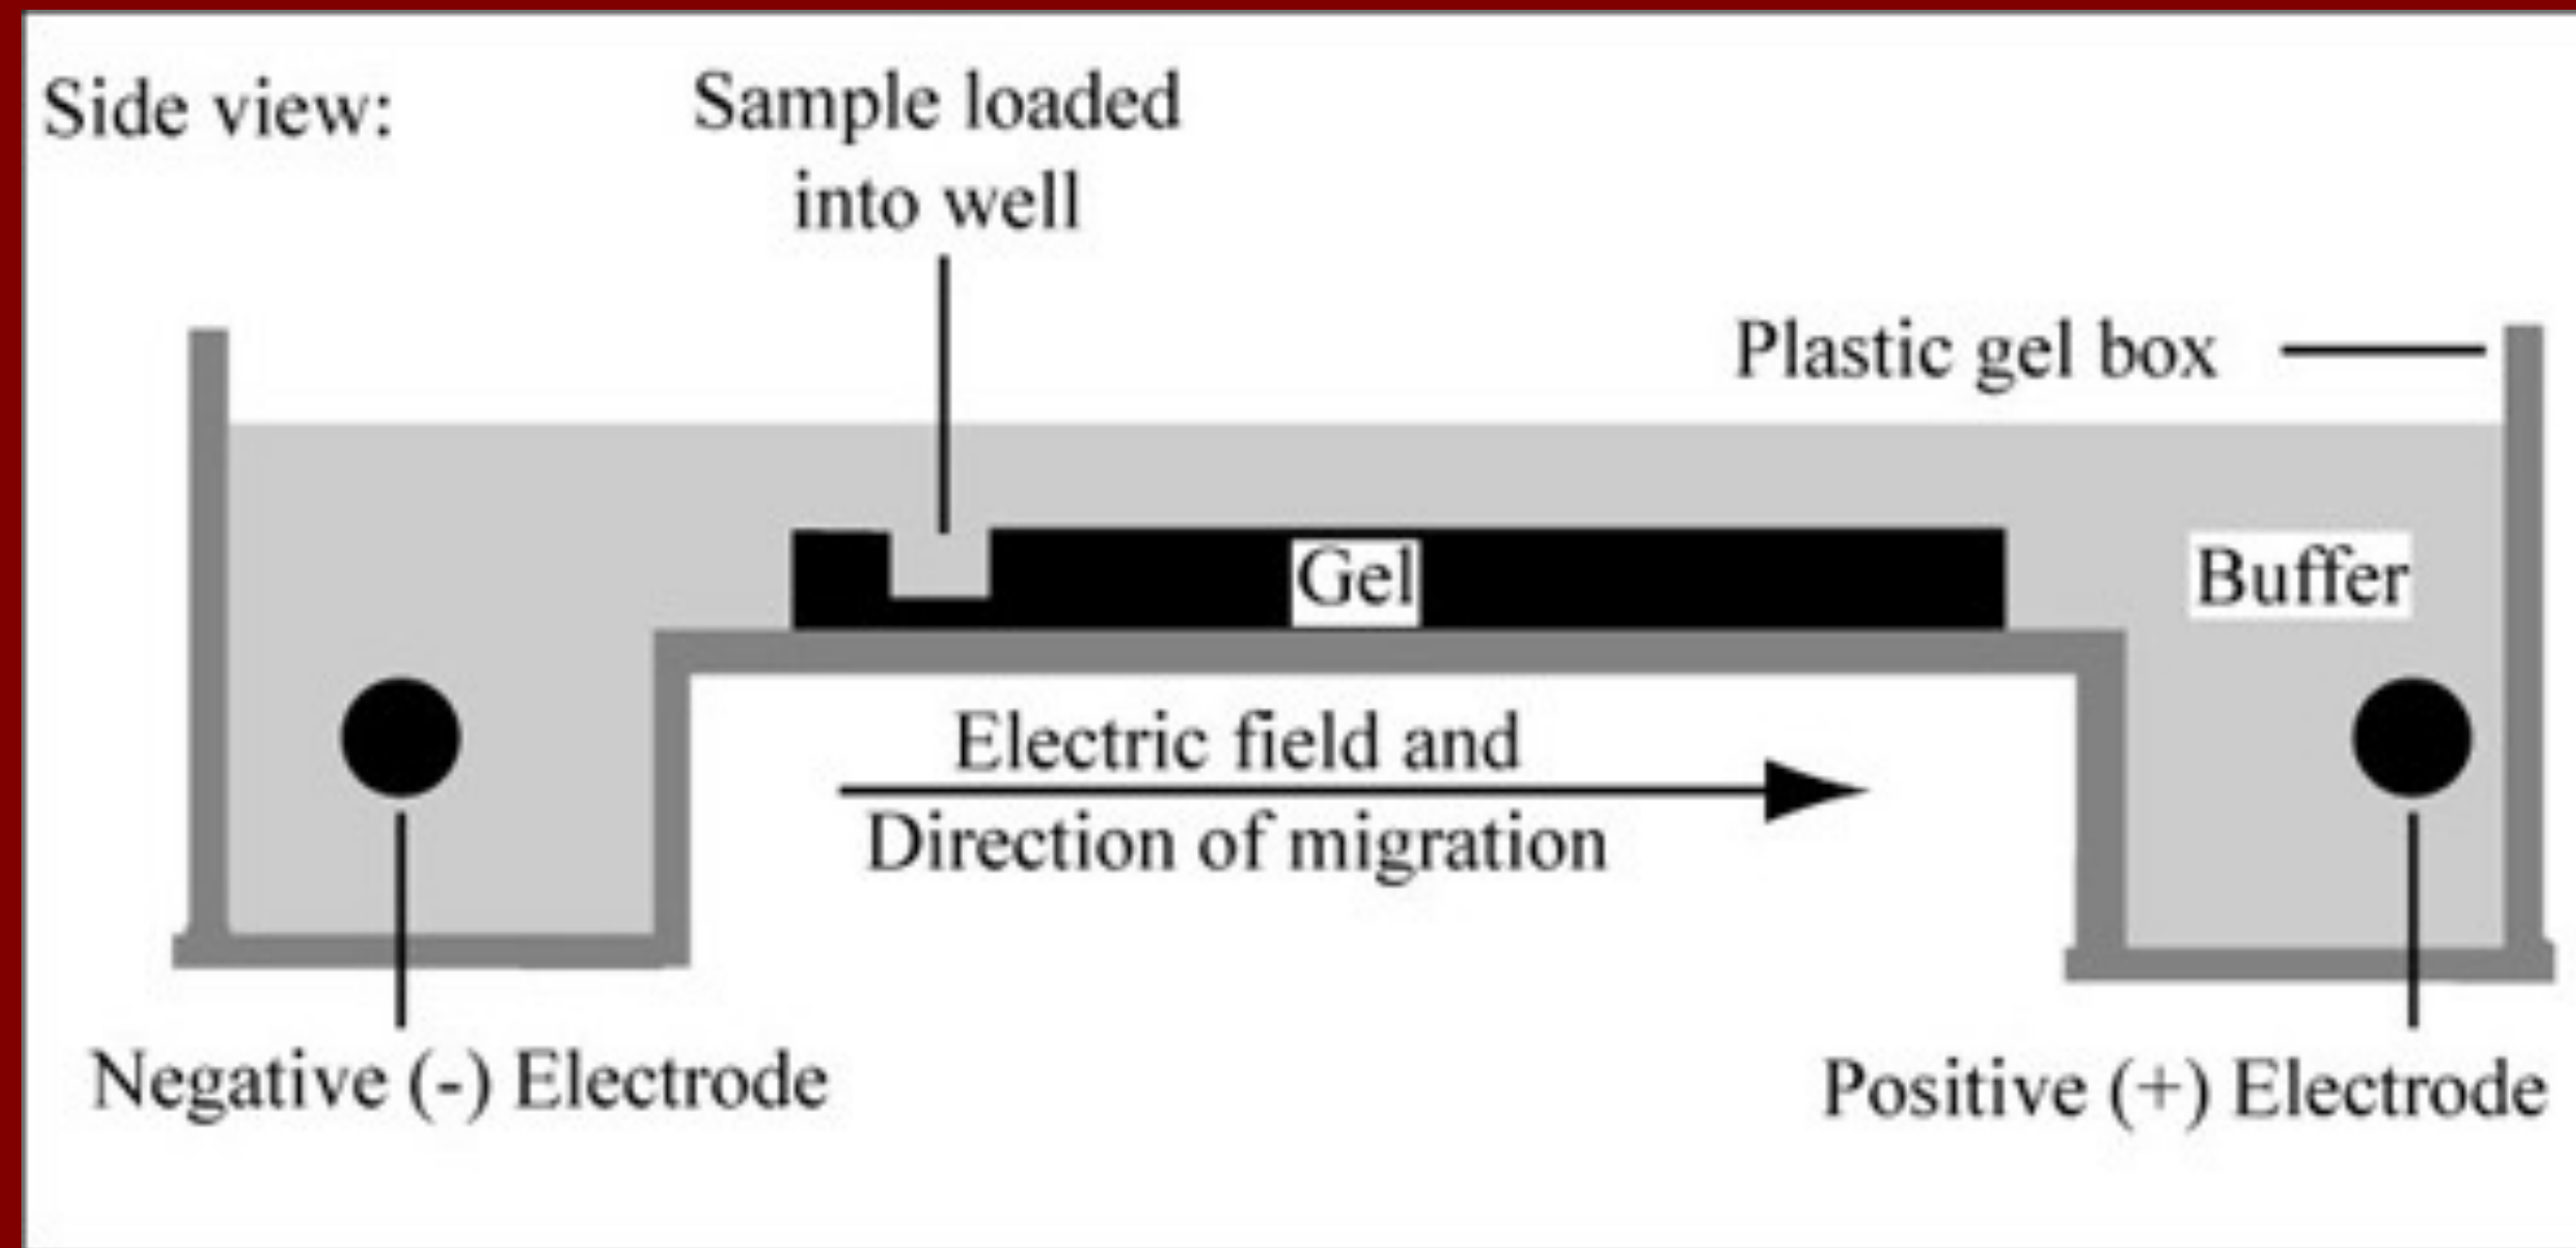 Side view:
Sample loaded
into well
Plastic gel box
Gel
Buffer
Electric field and
Direction of migration
Negative (-) Electrode
Positive (+) Electrode